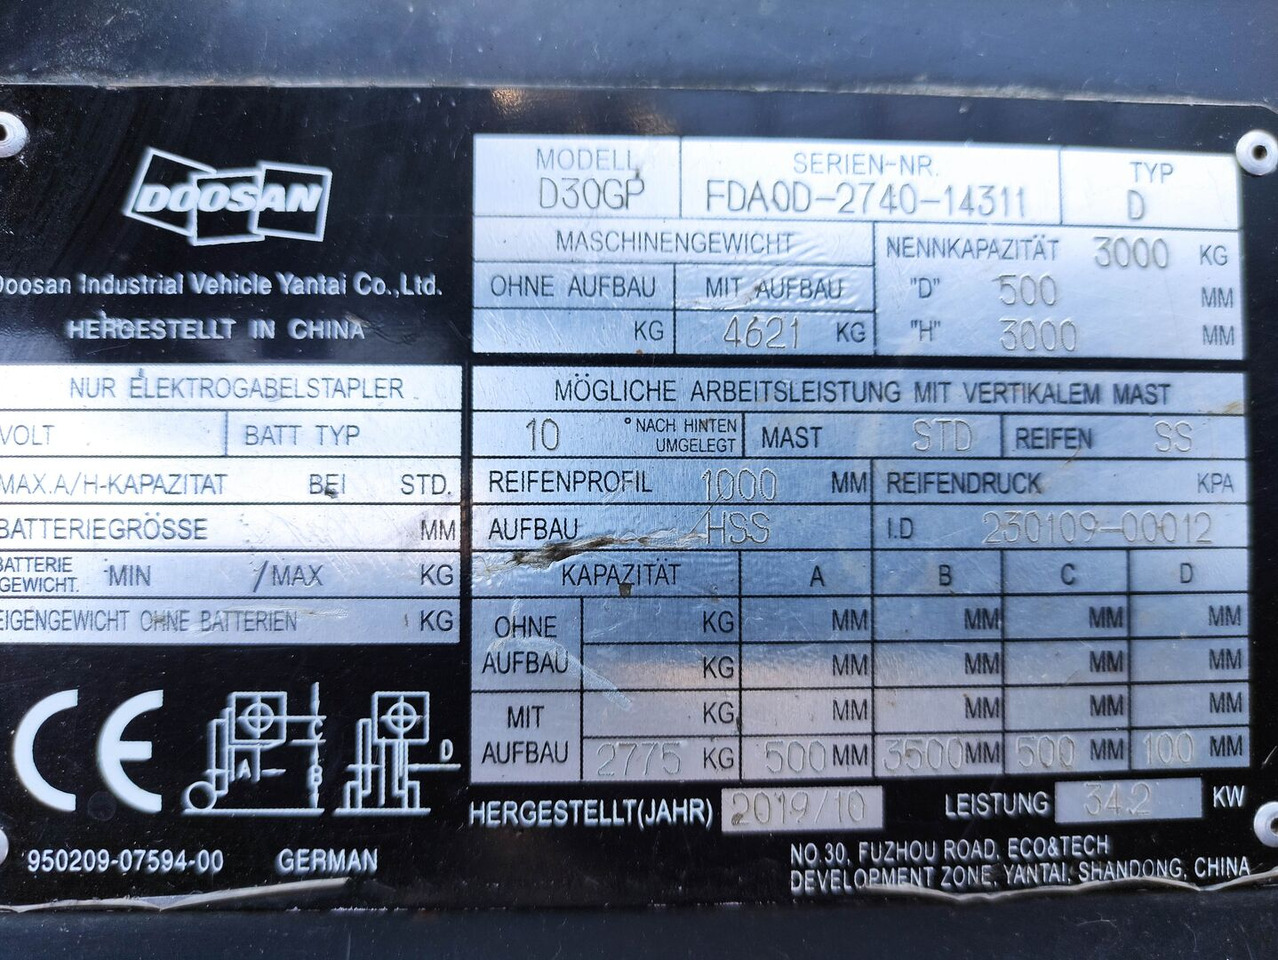 DOOSAN
Doosan Industrial Vehicle Yantai Co.,Ltd.
HERGESTELLT IN CHINA
MODELL SERIEN-NR. TYP
D30GP FDA0D-2740-14311 D
MASCHINENGEWICHT
OHNE AUFBAU MIT AUFBAU
KG 4621 KG
NENNKAPAZITÄT 3000 KG
"D" 500 MM
"H" 3000 MM
NUR ELEKTROGABELSTAPLER
VOLT BATT TYP
MAX.A/H-KAPAZITAT BEI STD.
BATTERIEGRÖSSE MM
BATTERIE GEWICHT. MIN /MAX KG
EIGENGEWICHT OHNE BATTERIEN KG
MÖGLICHE ARBEITSLEISTUNG MIT VERTIKALEM MAST
10 ° NACH HINTEN UMGELEGT MAST STD REIFEN SS
REIFENPROFIL 1000 MM REIFENDRUCK KPA
AUFBAU /HSS I.D 230109-00012
KAPAZITÄT A B C D
OHNE AUFBAU
KG MM MM MM MM
KG MM MM MM MM
MIT AUFBAU
KG MM MM MM MM
2775 KG 500 MM 3500 MM 500 MM 100 MM
HERGESTELLT(JAHR) 2019/10 LEISTUNG 34.2 KW
CE
A B C D
950209-07594-00 GERMAN
NO.30, FUZHOU ROAD, ECO&TECH
DEVELOPMENT ZONE, YANTAI, SHANDONG, CHINA